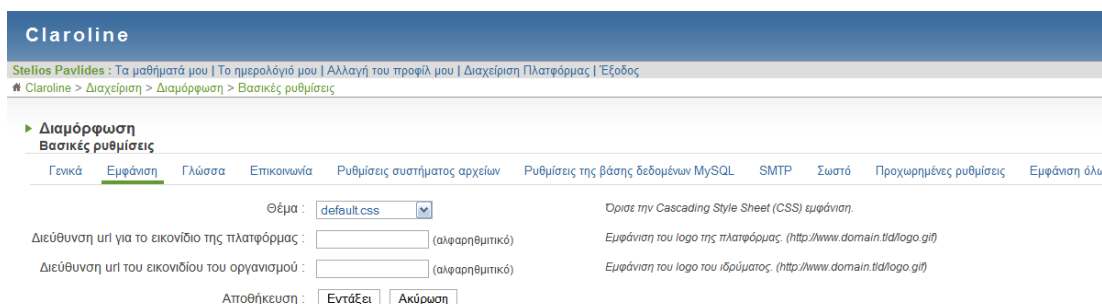 Claroline
Stelios Pavlides : Τα μαθήματά μου | Το ημερολόγιό μου | Αλλαγή του προφίλ μου | Διαχείριση Πλατφόρμας | Έξοδος
Claroline > Διαχείριση > Διαμόρφωση > Βασικές ρυθμίσεις
Διαμόρφωση
Βασικές ρυθμίσεις
Γενικά Εμφάνιση Γλώσσα Επικοινωνία Ρυθμίσεις συστήματος αρχείων Ρυθμίσεις της βάσης δεδομένων MySQL SMTP Σωστό Προχωρημένες ρυθμίσεις Εμφάνιση
Θέμα : default.css Όρισε την Cascading Style Sheet (CSS) εμφάνιση.
Διεύθυνση url για το εικονίδιο της πλατφόρμας : (αλφαρηθμιτικό) Εμφάνιση του logo της πλατφόρμας. (http://www.domain.tld/logo.gif)
Διεύθυνση url του εικονιδίου του οργανισμού : (αλφαρηθμιτικό) Εμφάνιση του logo του ιδρύματος. (http://www.domain.tld/logo.gif)
Αποθήκευση : Εντάξει Ακύρωση